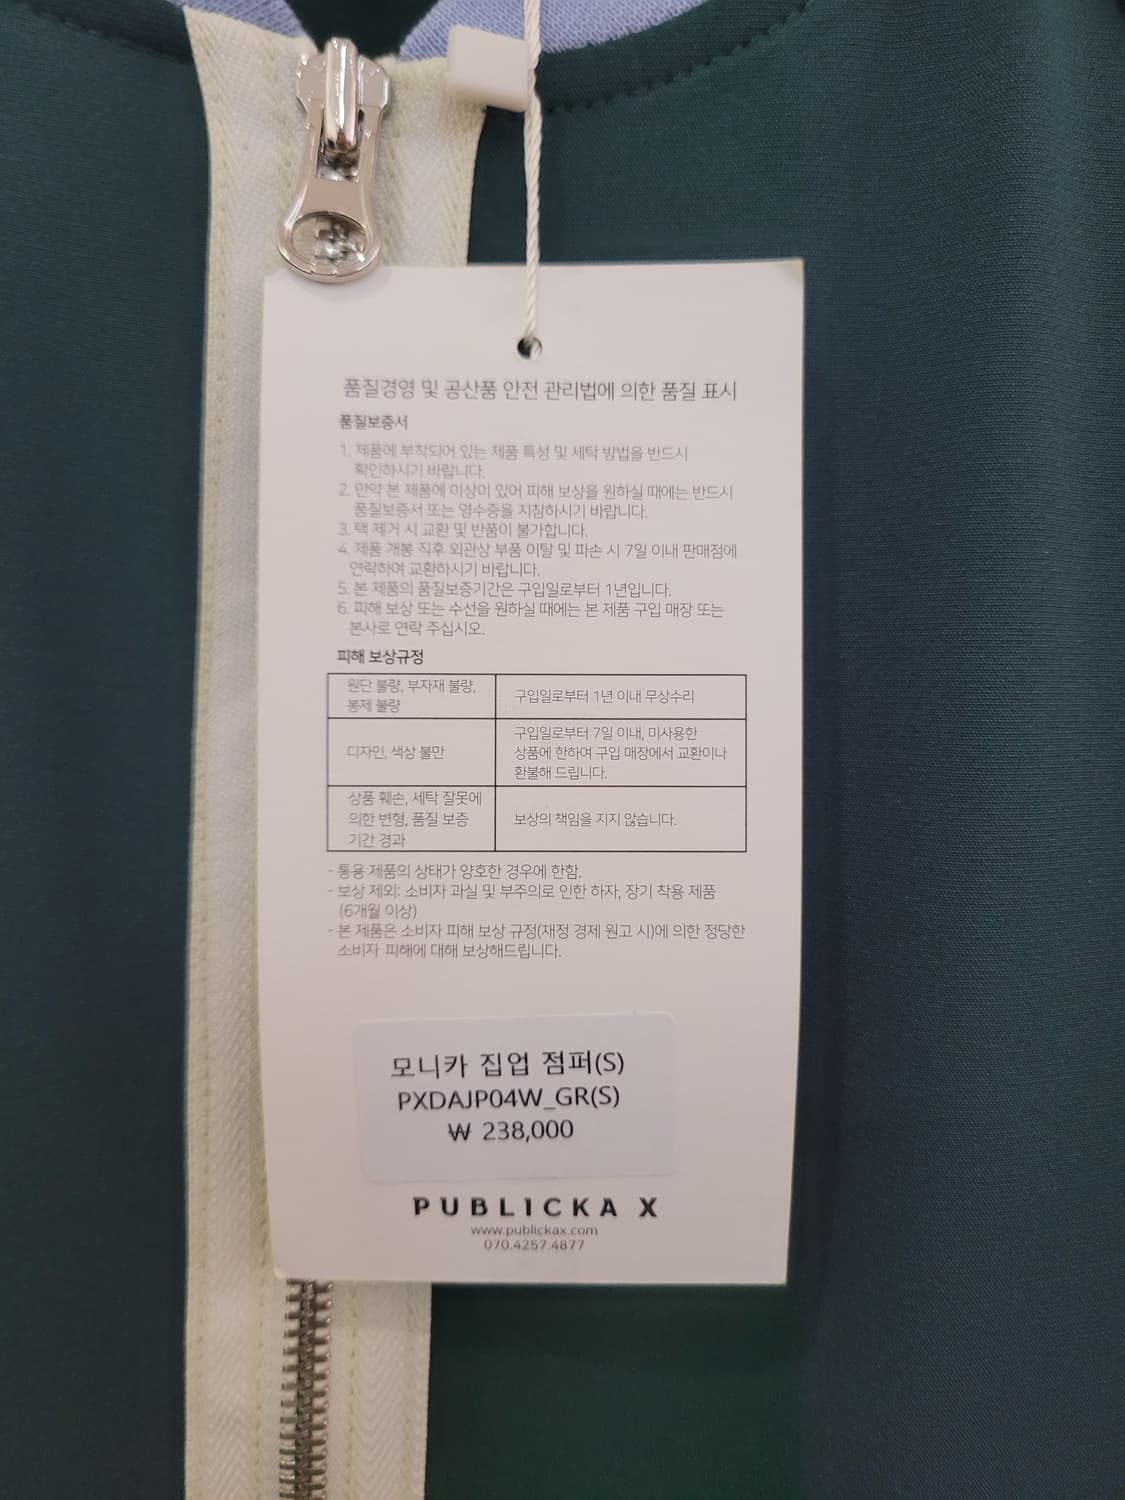 품질경영 및 공산품 안전 관리법에 의한 품질 표시
품질보증서
1. 제품에 부착되어 있는 제품 특성 및 세탁 방법을 반드시
확인하시기 바랍니다.
2. 만약 본 제품에 이상이 있어 피해 보상을 원하실 때에는 반드시
품질보증서 또는 영수증을 지참하시기 바랍니다.
3. 택 제거 시 교환 및 반품이 불가합니다.
4. 제품 개봉 직후 외관상 부품 이탈 및 파손 시 7일 이내 판매점에
연락하여 교환하시기 바랍니다.
5. 본 제품의 품질보증기간은 구입일로부터 1년입니다.
6. 피해 보상 또는 수선을 원하실 때에는 본 제품 구입 매장 또는
본사로 연락 주십시오.
피해 보상규정
원단 불량, 부자재 불량,
봉제 불량
구입일로부터 1년 이내 무상수리
디자인, 색상 불만
구입일로부터 7일 이내, 미사용한
상품에 한하여 구입 매장에서 교환이나
환불해 드립니다.
상품 훼손, 세탁 잘못에
의한 변형, 품질 보증
기간 경과
보상의 책임을 지지 않습니다.
- 통용 제품의 상태가 양호한 경우에 한함.
- 보상 제외: 소비자 과실 및 부주의로 인한 하자, 장기 착용 제품
(6개월 이상)
- 본 제품은 소비자 피해 보상 규정(재정 경제 원고 시)에 의한 정당한
소비자 피해에 대해 보상해드립니다.
모니카 집업 점퍼(S)
PXDAJP04W_GR(S)
₩ 238,000
PUBLICKA X
www.publickax.com
070.4257.4877